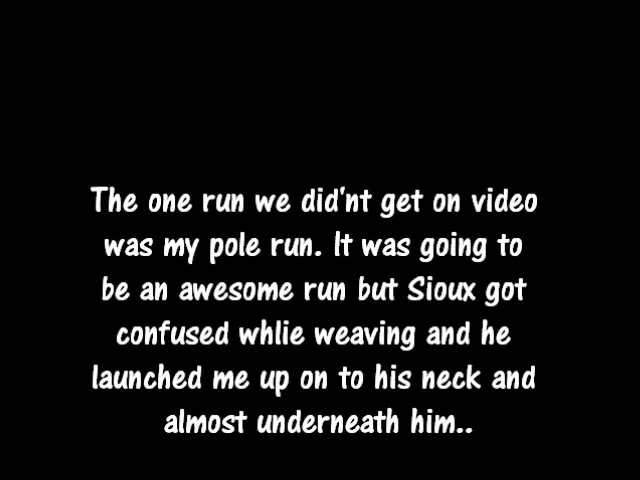 The one run we did'nt get on video
was my pole run. It was going to
be an awesome run but Sioux got
confused whlie weaving and he
launched me up on to his neck and
almost underneath him..